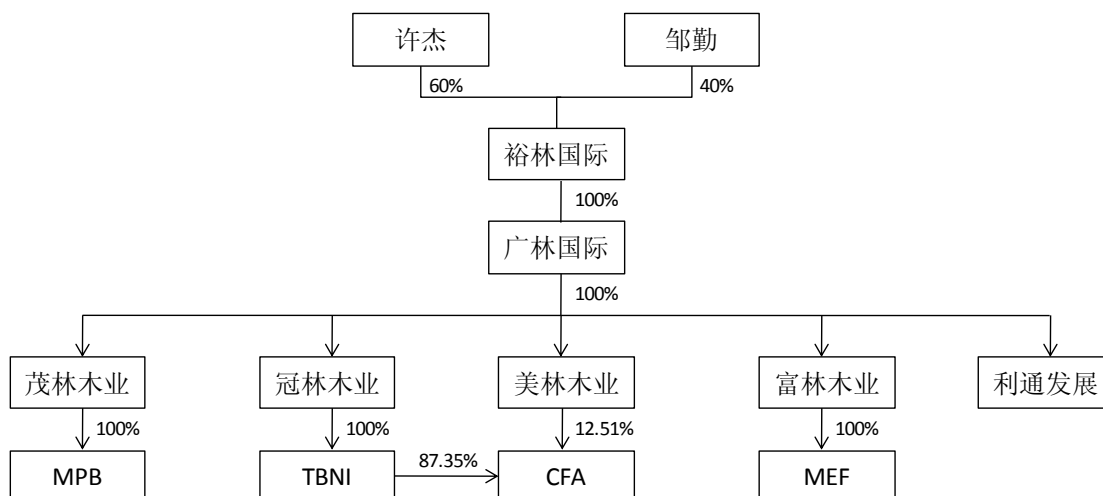 许杰
邹勤
60%
40%
裕林国际
100%
广林国际
100%
茂林木业
冠林木业
美林木业
富林木业
利通发展
100%
100%
12.51%
100%
MPB
TBNI
87.35%
CFA
MEF